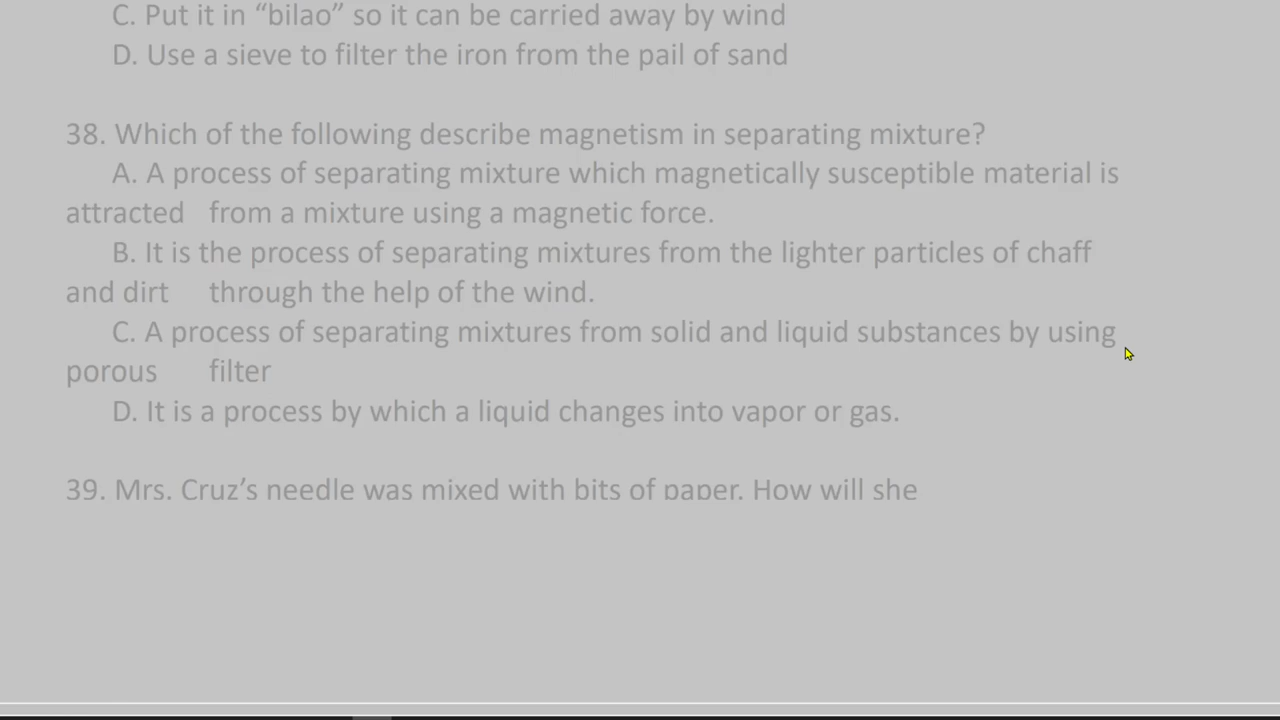 C. Put it in “bilao” so it can be carried away by wind
D. Use a sieve to filter the iron from the pail of sand
38. Which of the following describe magnetism in separating mixture?
A. A process of separating mixture which magnetically susceptible material is
attracted from a mixture using a magnetic force.
B. It is the process of separating mixtures from the lighter particles of chaff
and dirt through the help of the wind.
C. A process of separating mixtures from solid and liquid substances by using
porous filter
D. It is a process by which a liquid changes into vapor or gas.
39. Mrs. Cruz’s needle was mixed with bits of paper. How will she